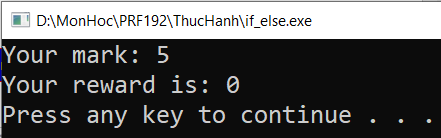 D:\MonHoc\PRF192\ThucHanh\if_else.exe
Your mark: 5
Your reward is: 0
Press any key to continue . . .